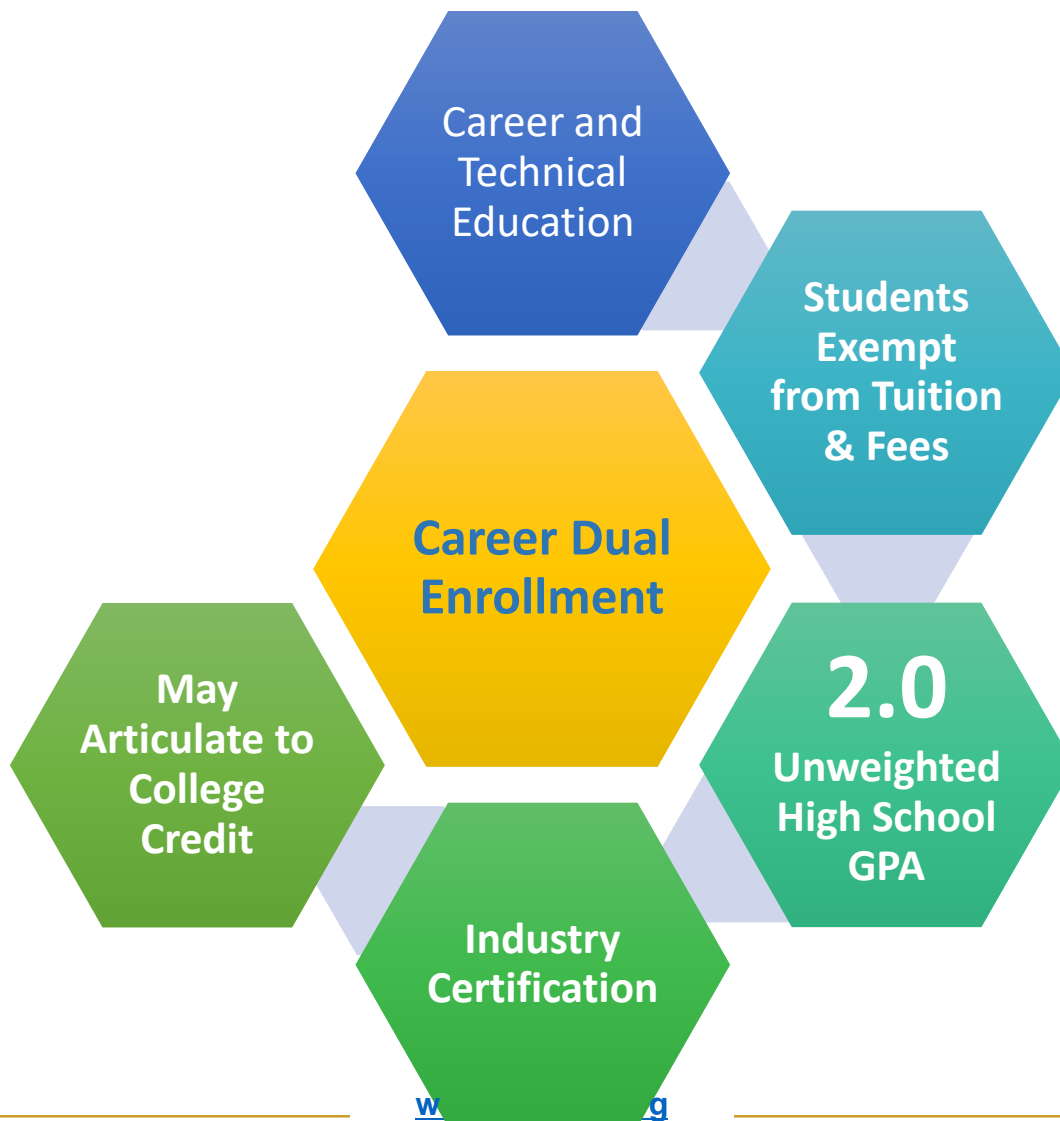 Career and
Technical
Education
Students
Exempt
from Tuition
& Fees
Career Dual
Enrollment
2.0
Unweighted
High School
GPA
May
Articulate to
College
Credit
Industry
Certification